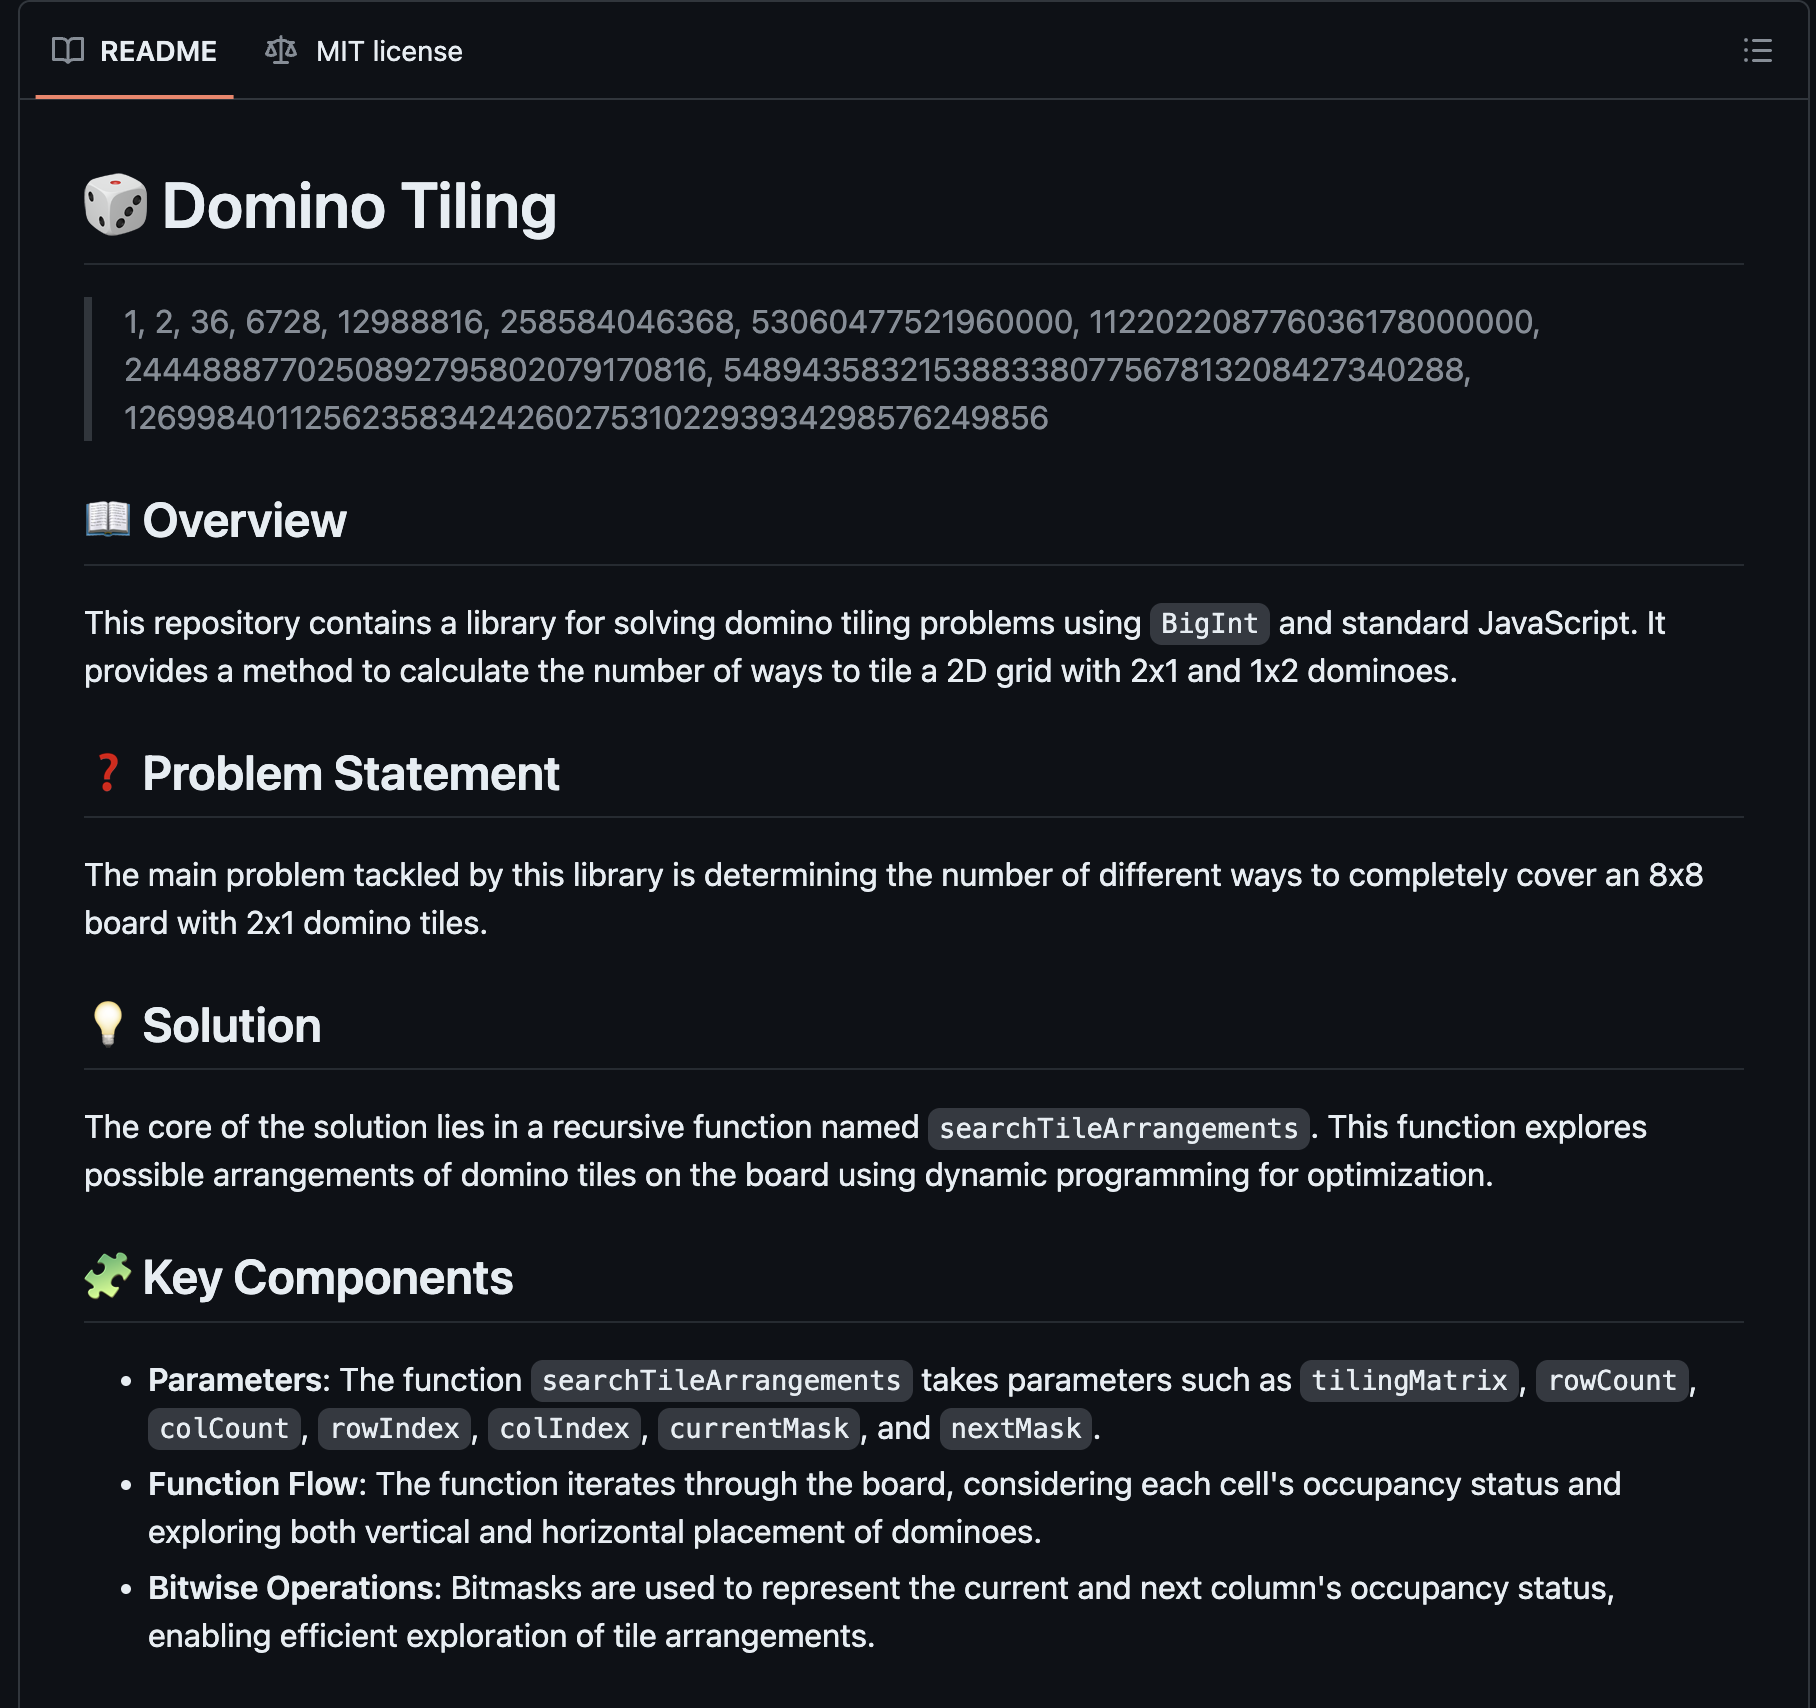 README
MIT license
Domino Tiling
1, 2, 36, 6728, 12988816, 258584046368, 53060477521960000, 112202208776036178000000,
2444888770250892795802079170816, 548943583215388338077567813208427340288,
1269984011256235834242602753102293934298576249856
Overview
This repository contains a library for solving domino tiling problems using BigInt and standard JavaScript. It
provides a method to calculate the number of ways to tile a 2D grid with 2x1 and 1x2 dominoes.
Problem Statement
The main problem tackled by this library is determining the number of different ways to completely cover an 8x8
board with 2x1 domino tiles.
Solution
The core of the solution lies in a recursive function named searchTileArrangements. This function explores
possible arrangements of domino tiles on the board using dynamic programming for optimization.
Key Components
• Parameters: The function searchTileArrangements takes parameters such as tilingMatrix, rowCount,
colCount, rowIndex, colIndex, currentMask, and nextMask.
• Function Flow: The function iterates through the board, considering each cell's occupancy status and
exploring both vertical and horizontal placement of dominoes.
• Bitwise Operations: Bitmasks are used to represent the current and next column's occupancy status,
enabling efficient exploration of tile arrangements.